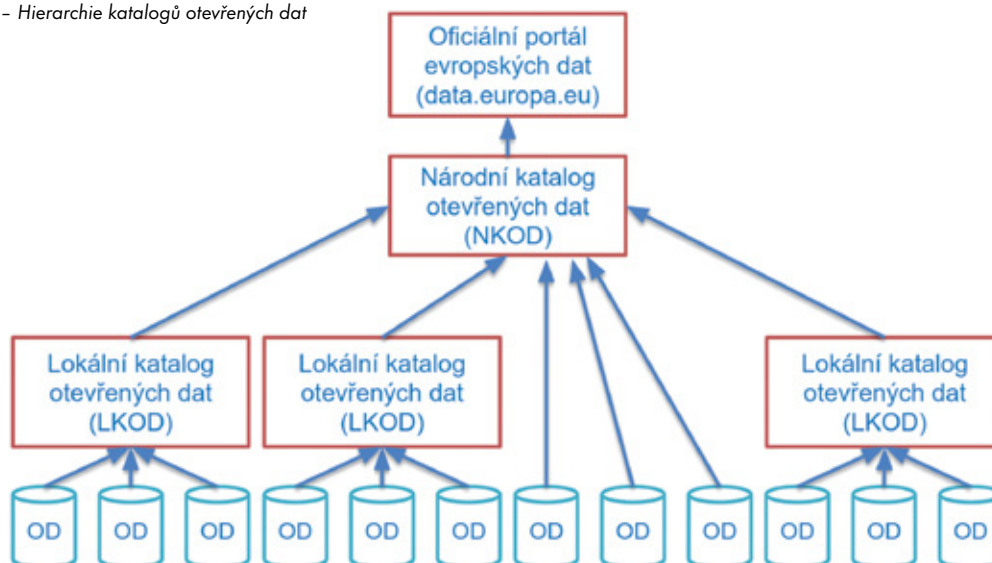 – Hierarchie katalogů otevřených dat
Oficiální portál
evropských dat
(data.europa.eu)
Národní katalog
otevřených dat
(NKOD)
Lokální katalog
otevřených dat
(LKOD)
Lokální katalog
otevřených dat
(LKOD)
Lokální katalog
otevřených dat
(LKOD)
OD OD OD OD OD OD OD OD OD OD OD OD